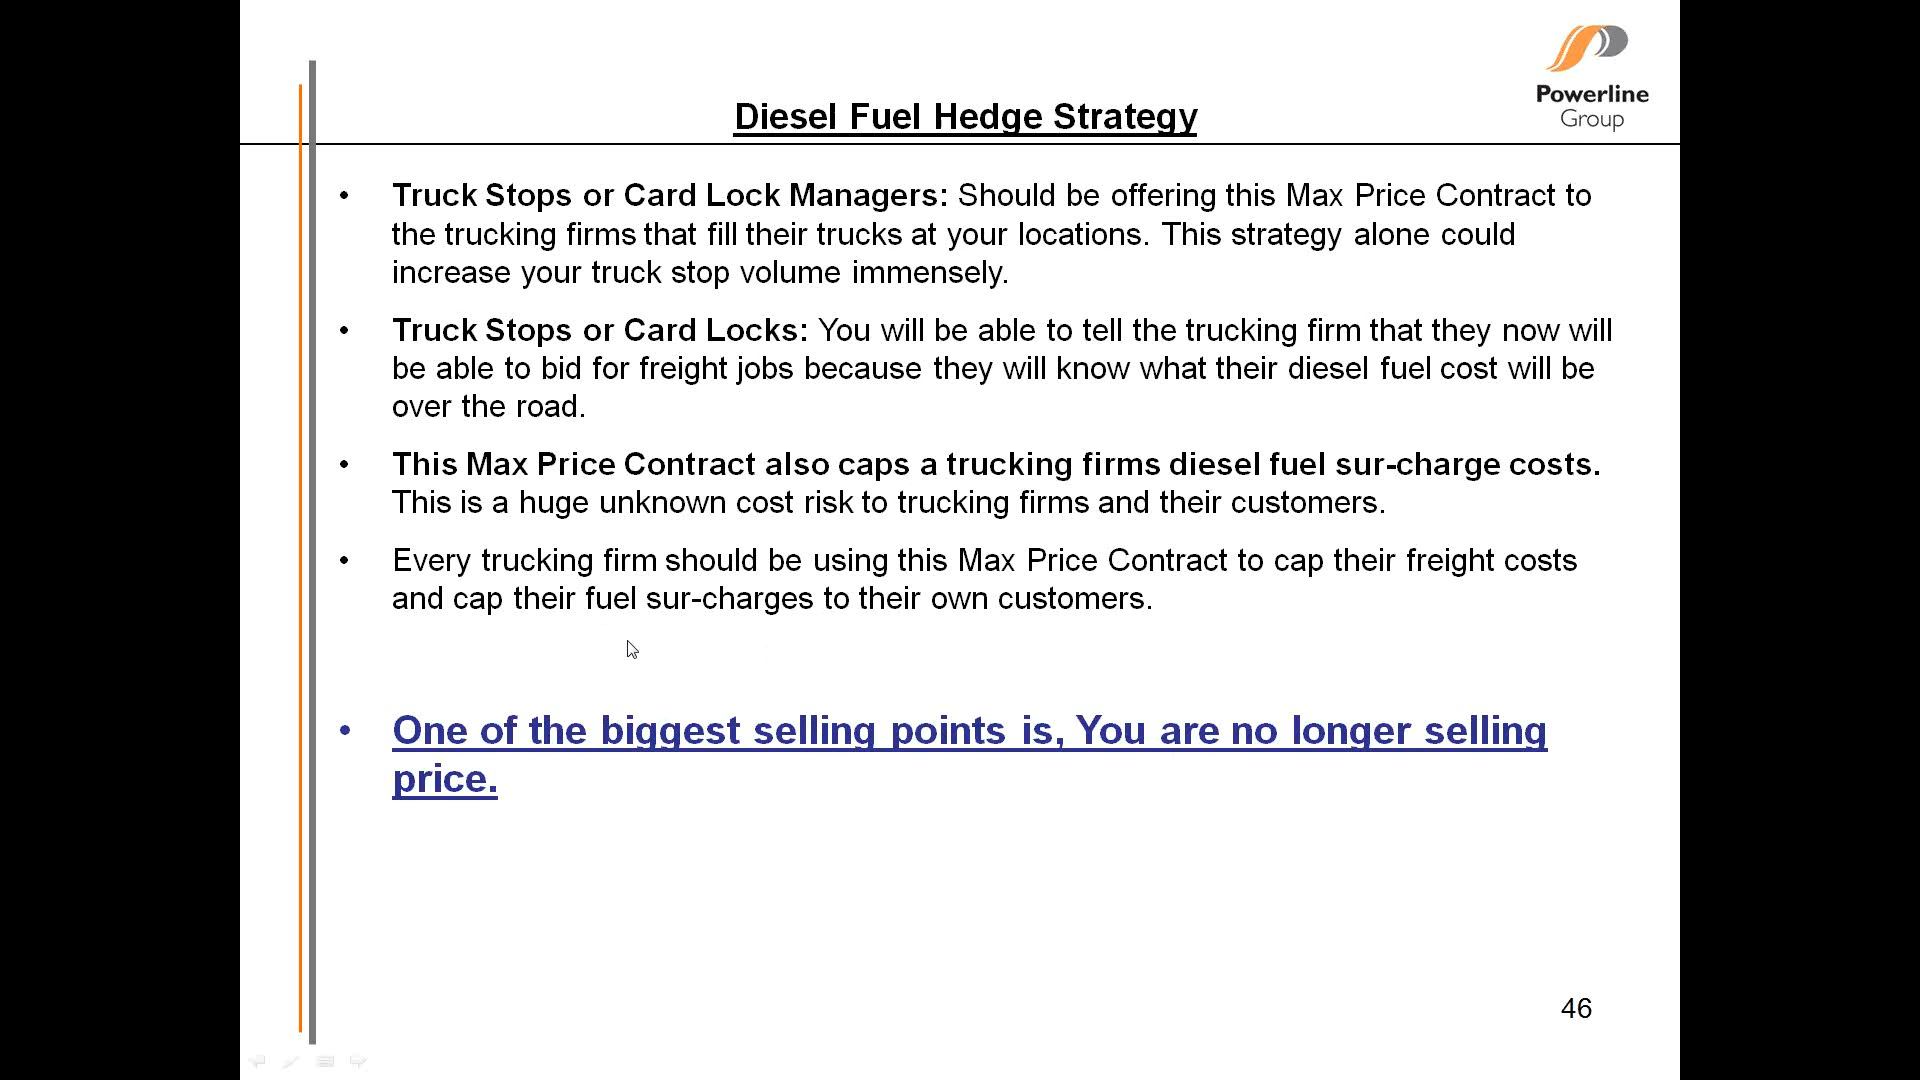 Powerline
Group
Diesel Fuel Hedge Strategy
• Truck Stops or Card Lock Managers: Should be offering this Max Price Contract to
the trucking firms that fill their trucks at your locations. This strategy alone could
increase your truck stop volume immensely.
• Truck Stops or Card Locks: You will be able to tell the trucking firm that they now will
be able to bid for freight jobs because they will know what their diesel fuel cost will be
over the road.
• This Max Price Contract also caps a trucking firms diesel fuel sur-charge costs.
This is a huge unknown cost risk to trucking firms and their customers.
• Every trucking firm should be using this Max Price Contract to cap their freight costs
and cap their fuel sur-charges to their own customers.
• One of the biggest selling points is, You are no longer selling
price.
46